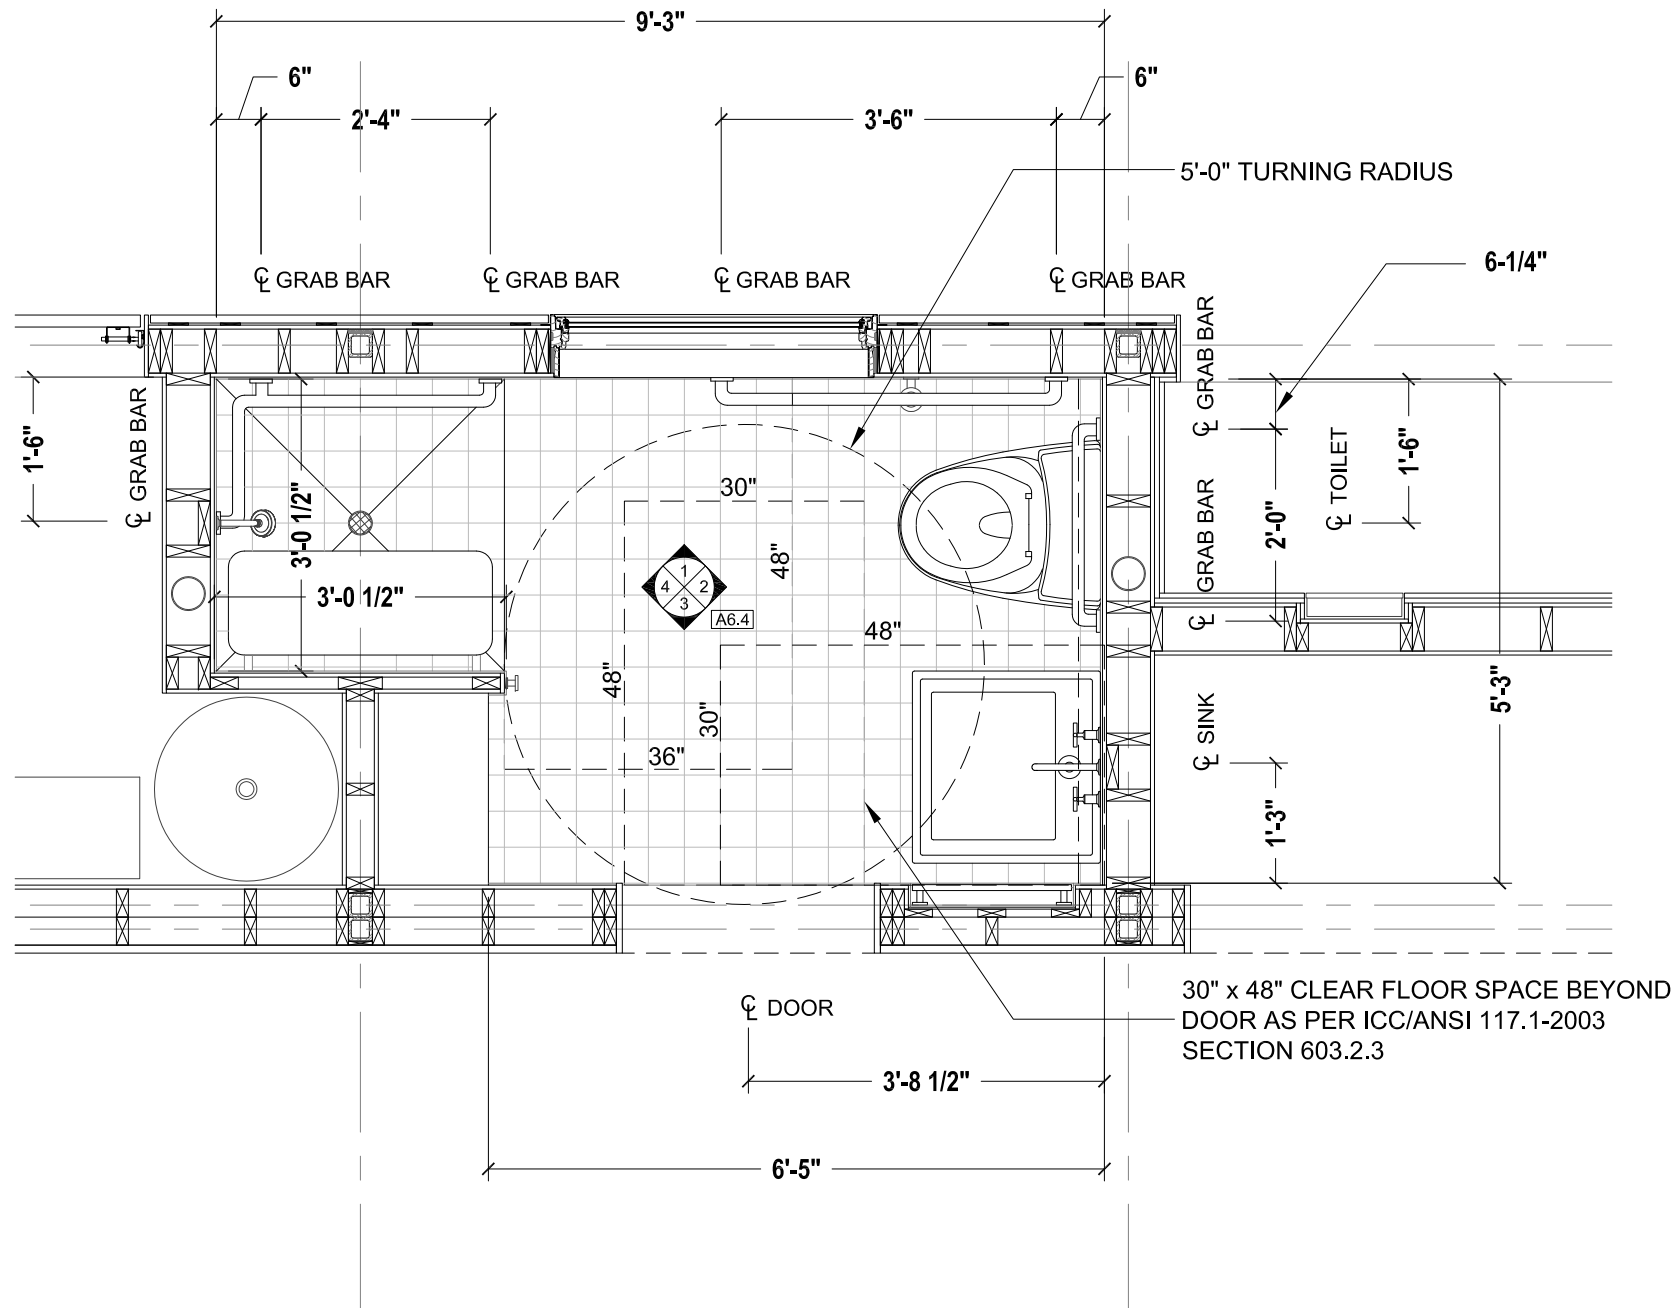 9'-3"
6"
6"
2'-4"
3'-6"
5'-0" TURNING RADIUS
6-1/4"
℄ GRAB BAR
℄ GRAB BAR
℄ GRAB BAR
℄ GRAB BAR
℄ GRAB BAR
℄ GRAB BAR
1'-6"
1'-6"
℄ TOILET
30"
3'-0 1/2"
2'-0"
℄ GRAB BAR
48"
1
4
2
3
3'-0 1/2"
A6.4
48"
48"
5'-3"
30"
℄ SINK
36"
1'-3"
30" x 48" CLEAR FLOOR SPACE BEYOND
DOOR AS PER ICC/ANSI 117.1-2003
SECTION 603.2.3
℄ DOOR
3'-8 1/2"
6'-5"